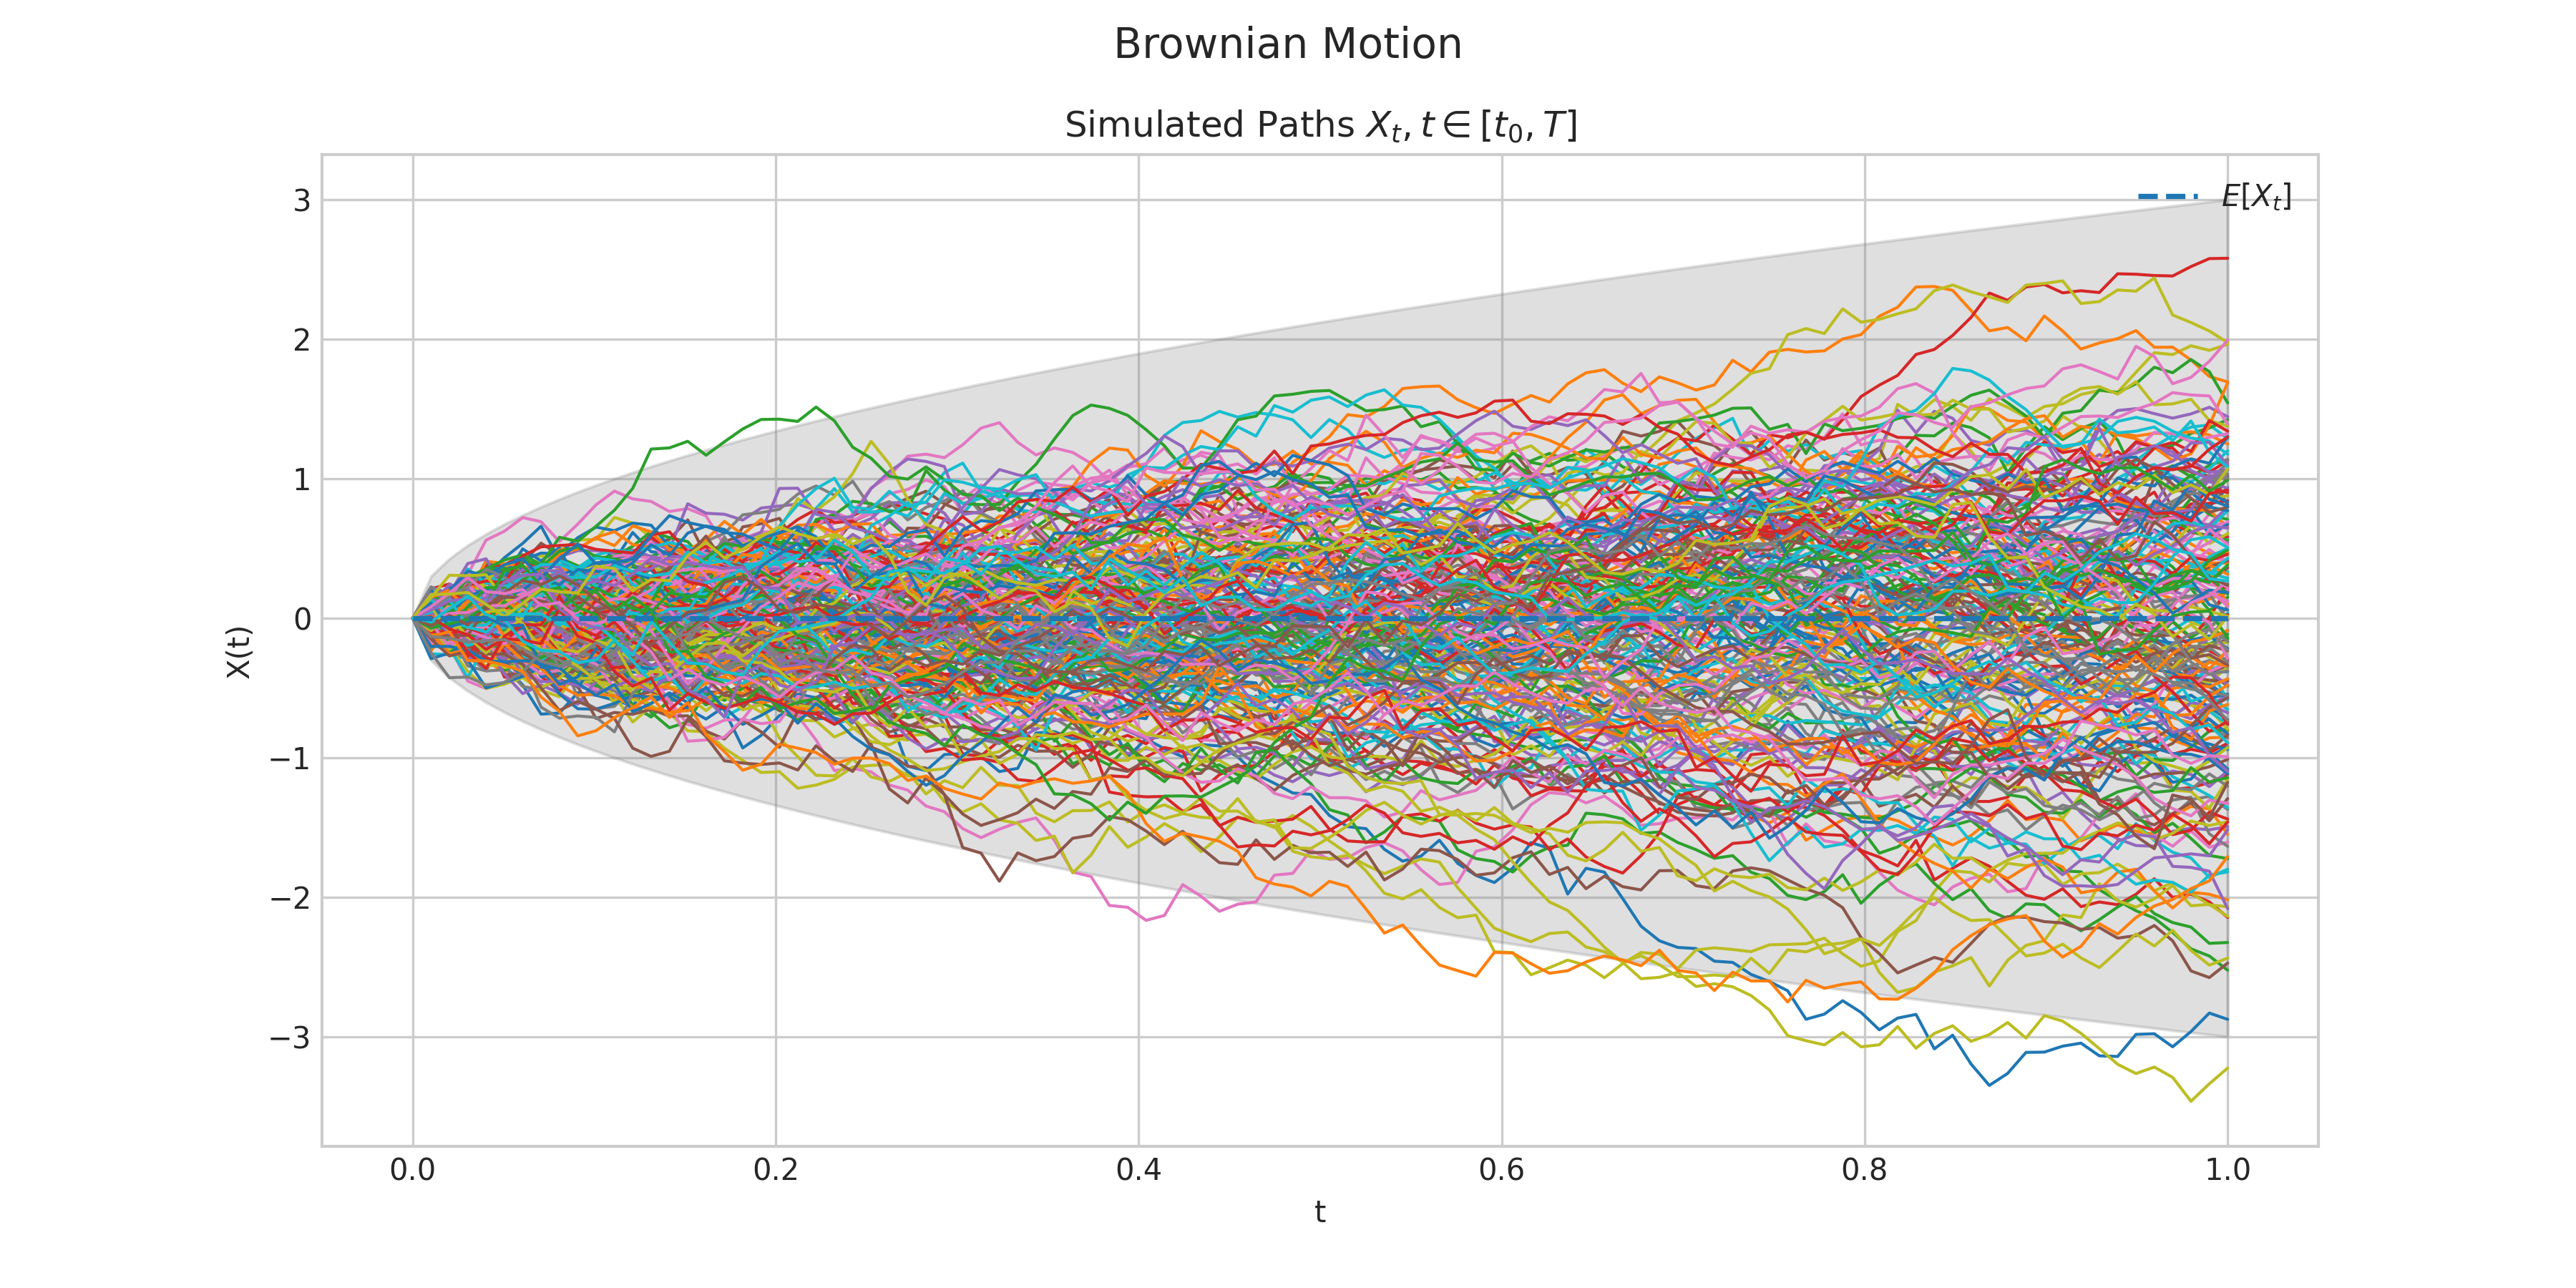 Brownian Motion
Simulated Paths $X_t, t \in [t_0, T]$
$E[X_t]$
3
2
1
0
−1
−2
−3
X(t)
0.0 0.2 0.4 0.6 0.8 1.0
t